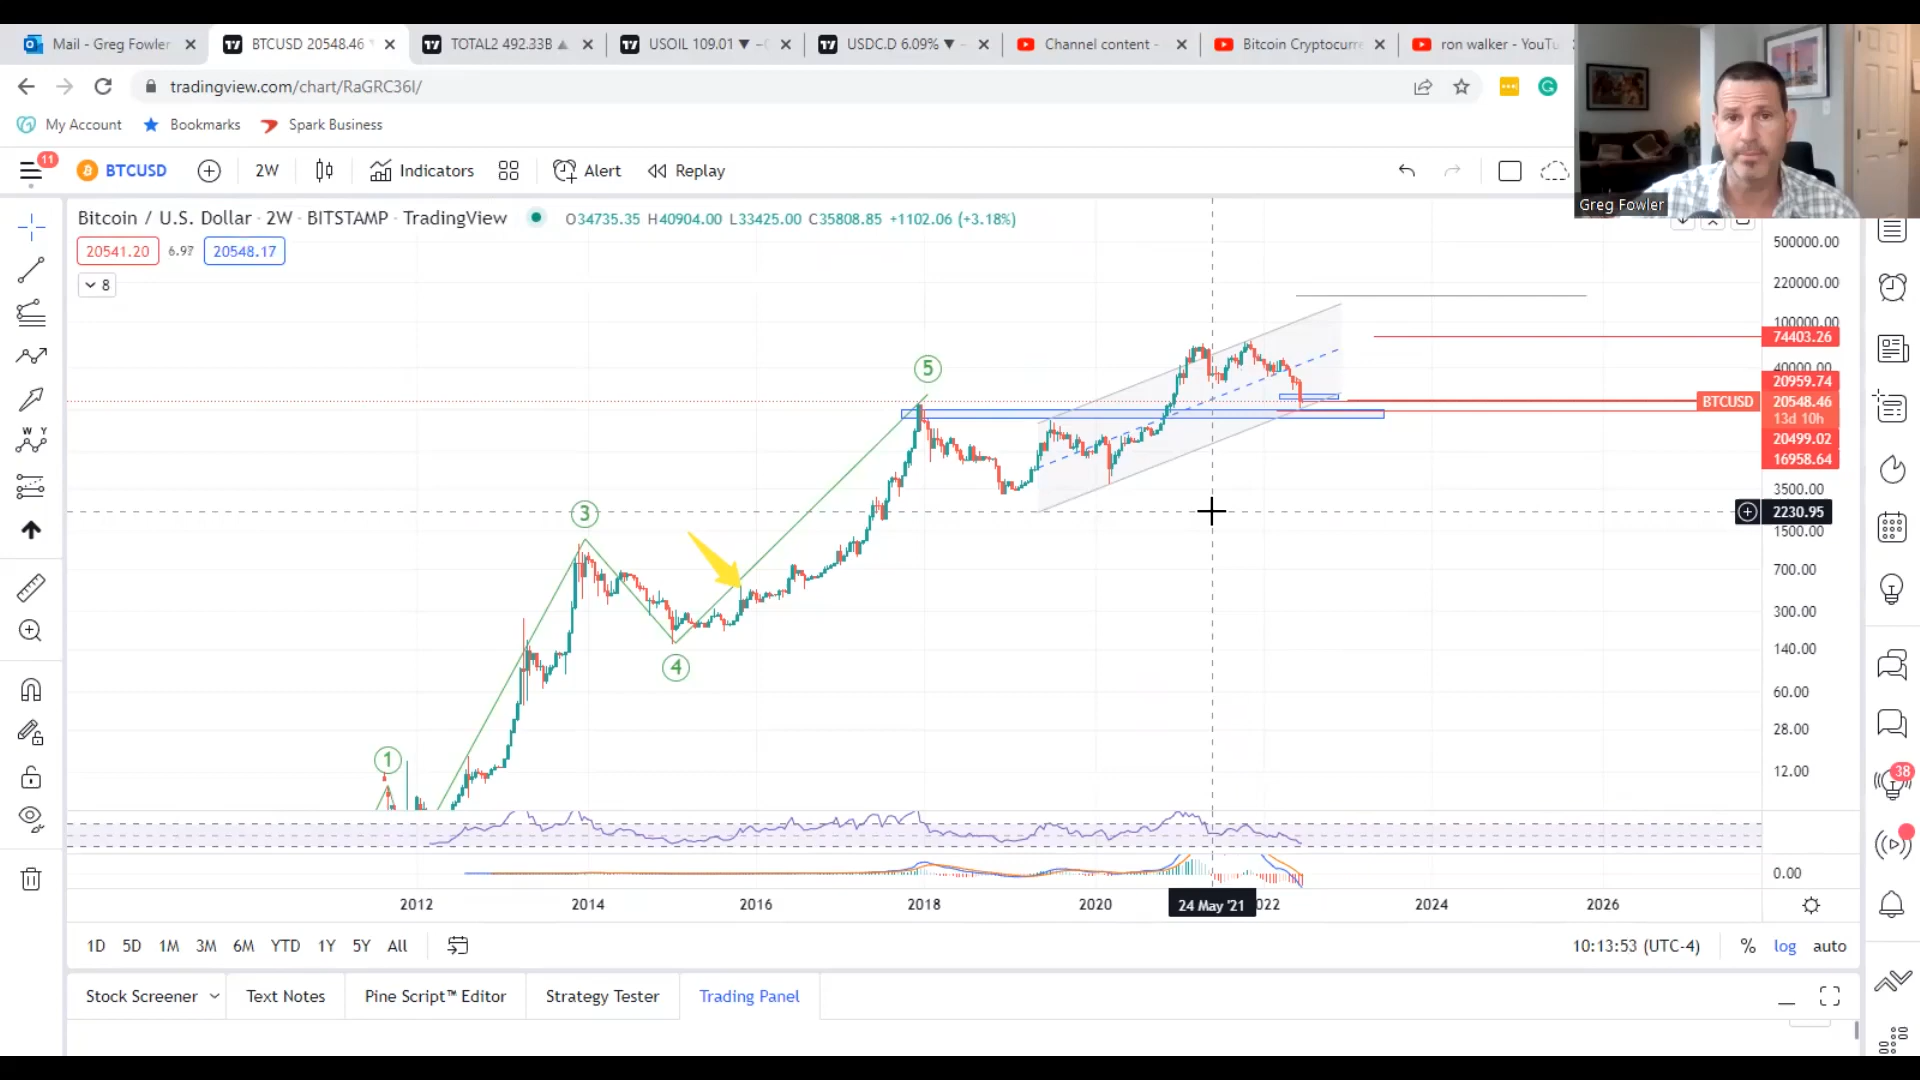 Mail - Greg Fowler
BTCUSD 20548.46
TOTAL2 492.33B ▲
USOIL 109.01 ▼
USDC.D 6.09% ▼
Channel content -
Bitcoin Cryptocurre
ron walker - YouTu
tradingview.com/chart/RaGRC36I/
My Account
Bookmarks
Spark Business
11
BTCUSD
2W
Indicators
Alert
Replay
Greg Fowler
Bitcoin / U.S. Dollar · 2W · BITSTAMP · TradingView
O34735.35 H40904.00 L33425.00 C35808.85 +1102.06 (+3.18%)
20541.20
6.97
20548.17
8
500000.00
220000.00
100000.00
74403.26
40000.00
20959.74
BTCUSD
20548.46
13d 10h
20499.02
16958.64
3500.00
2230.95
1500.00
700.00
300.00
140.00
60.00
28.00
12.00
0.00
1
3
4
5
W Y
38
2012
2014
2016
2018
2020
24 May '21
022
2024
2026
1D 5D 1M 3M 6M YTD 1Y 5Y All
10:13:53 (UTC-4)
%
log
auto
Stock Screener
Text Notes
Pine Script™ Editor
Strategy Tester
Trading Panel